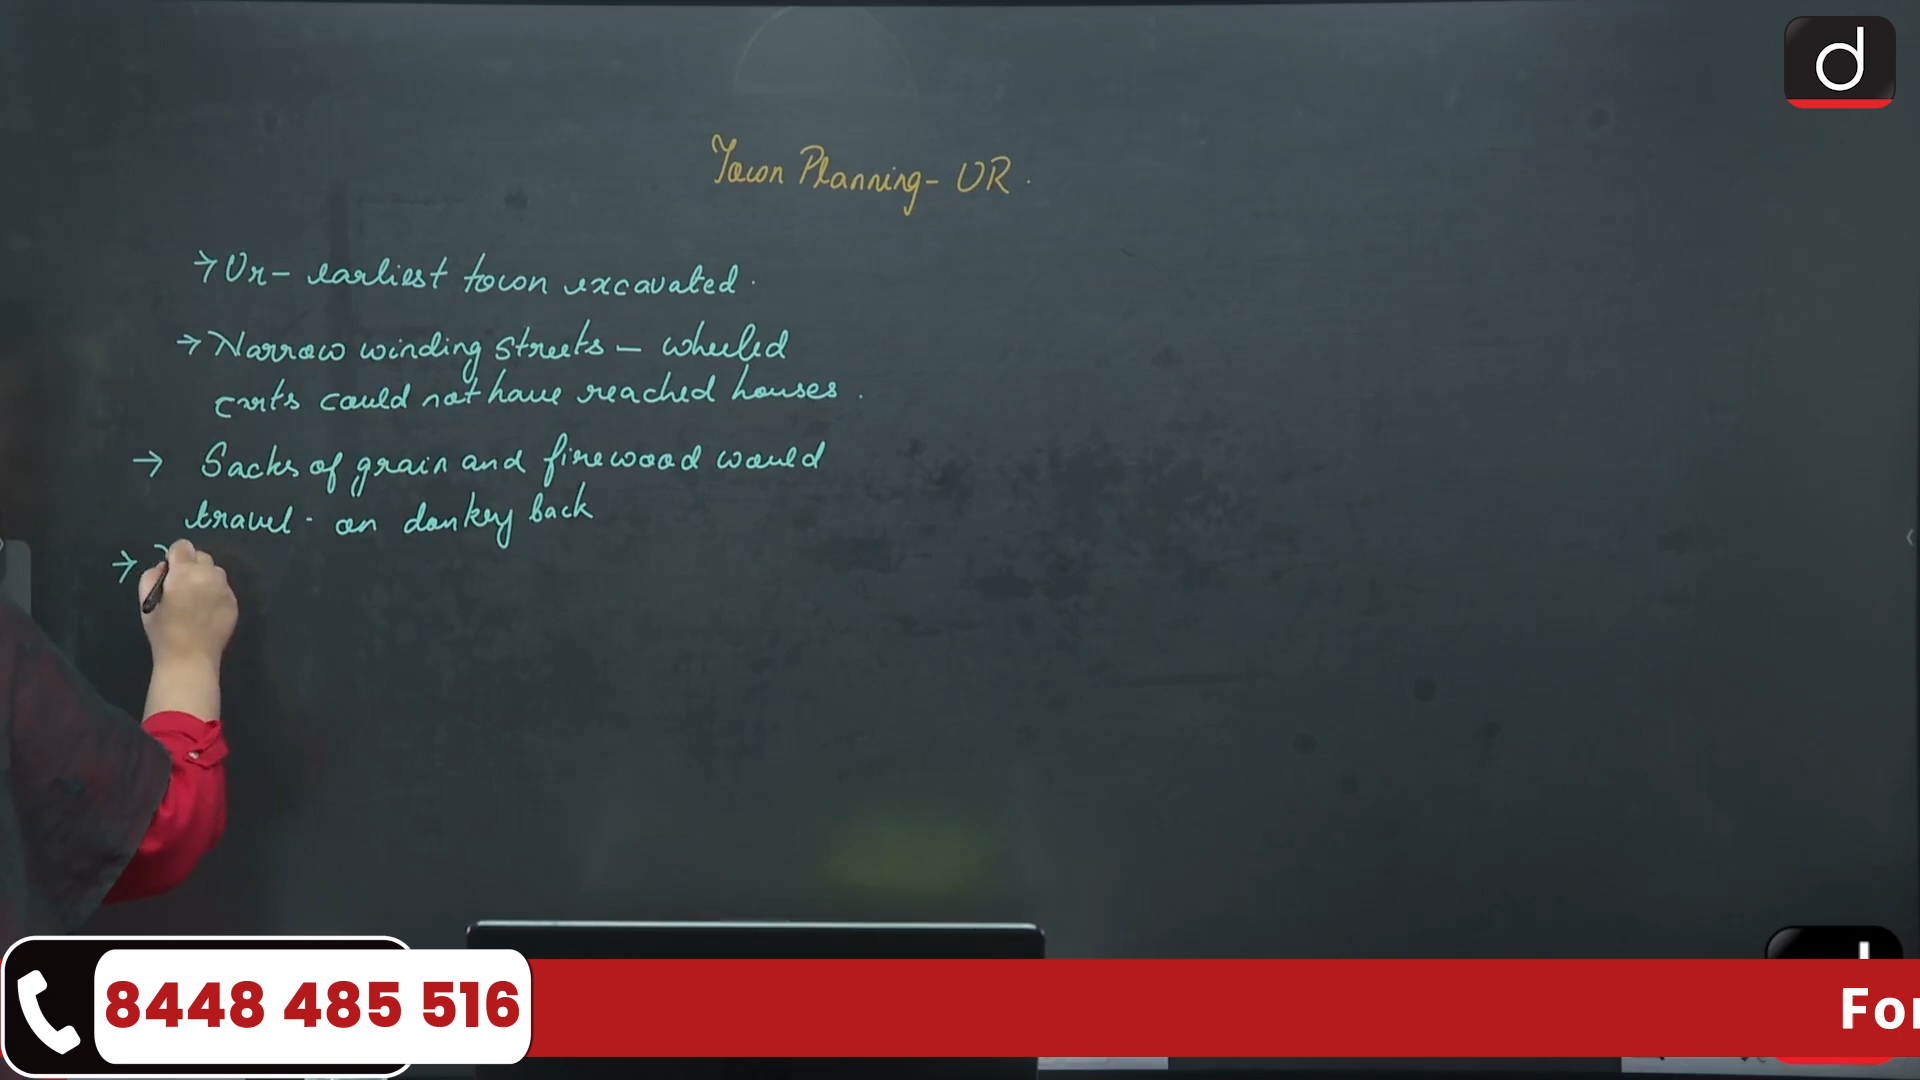 d
Town Planning - UR.
→ Ur - earliest town excavated.
→ Narrow winding streets - wheeled
carts could not have reached houses.
→ Sacks of grain and firewood would
travel. on donkey back
→
8448 485 516
For